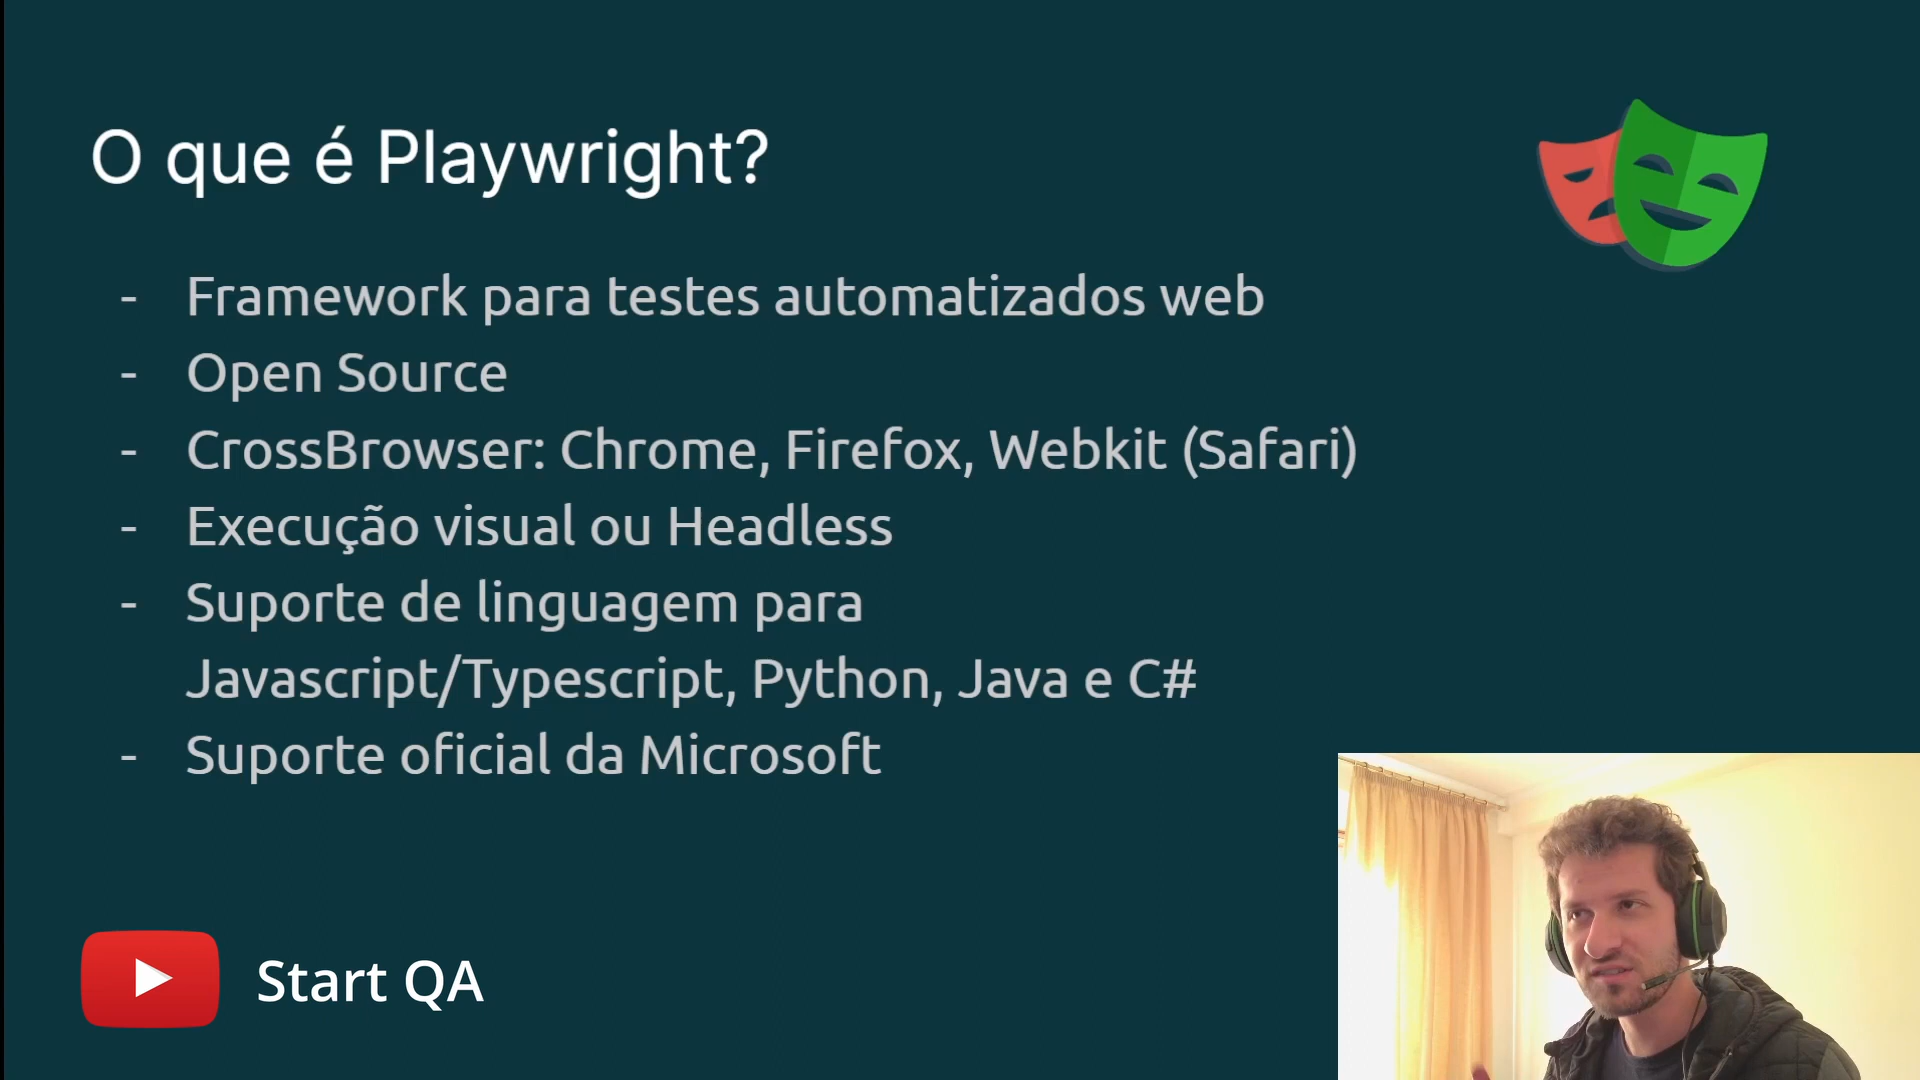 O que é Playwright?
- Framework para testes automatizados web
- Open Source
- CrossBrowser: Chrome, Firefox, Webkit (Safari)
- Execução visual ou Headless
- Suporte de linguagem para
Javascript/Typescript, Python, Java e C#
- Suporte oficial da Microsoft
Start QA